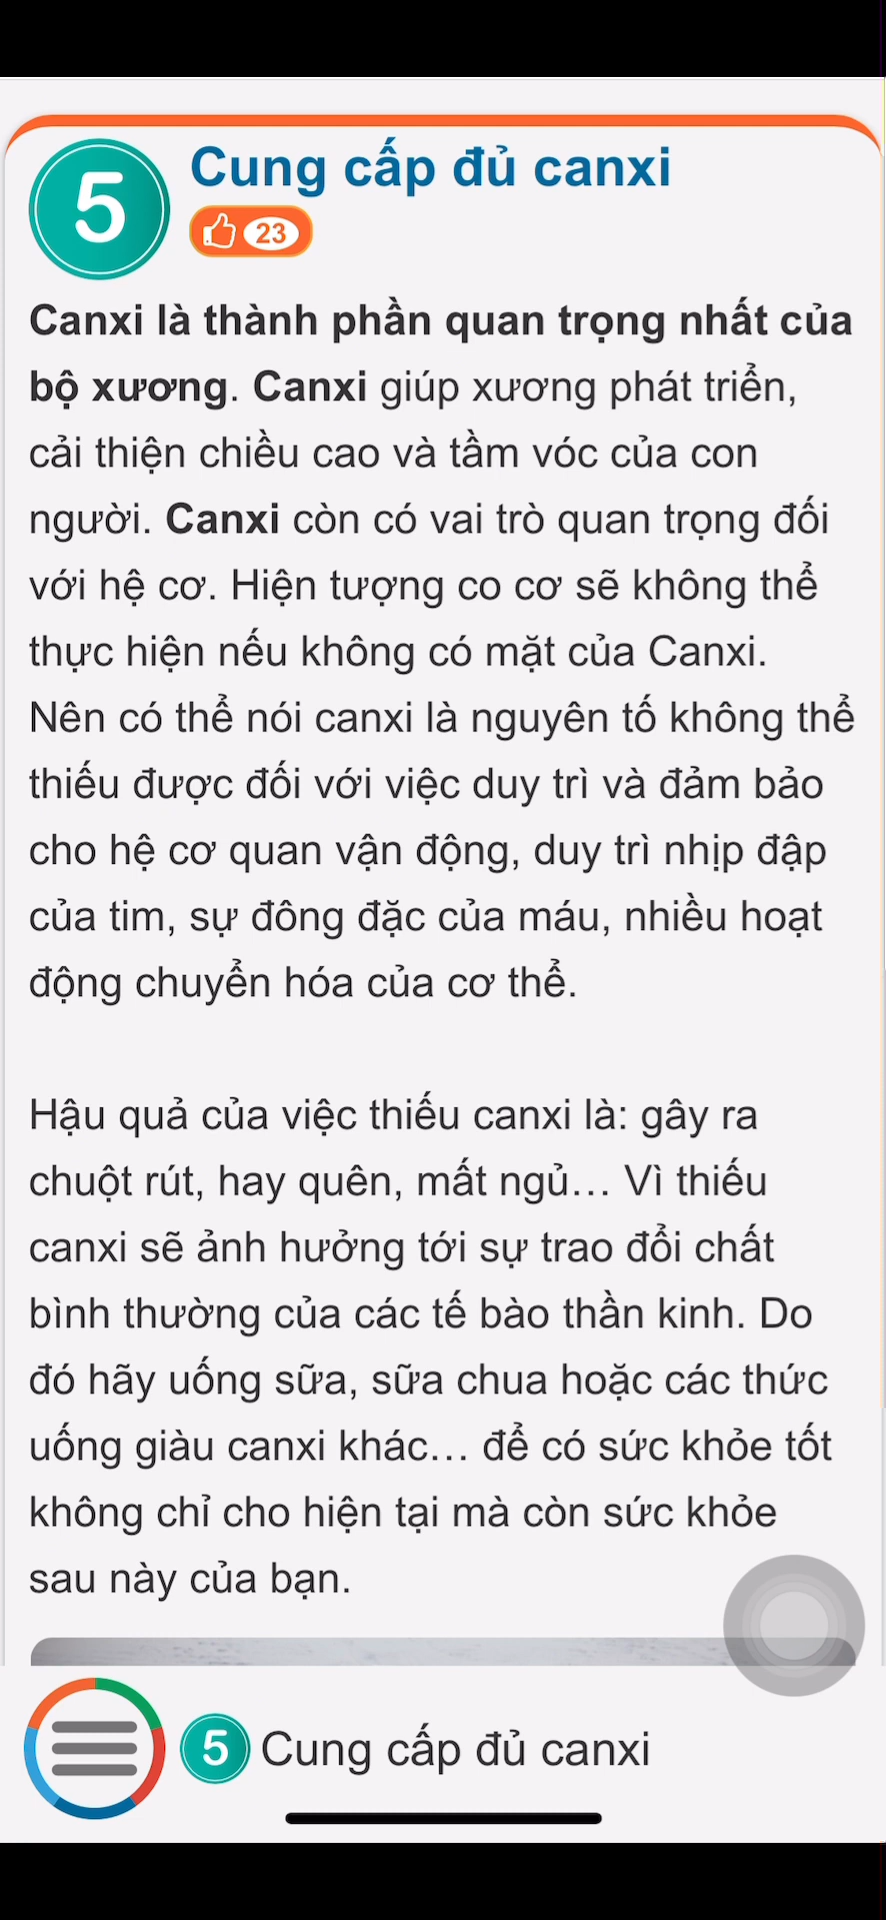 5
Cung cấp đủ canxi
23
Canxi là thành phần quan trọng nhất của
bộ xương. Canxi giúp xương phát triển,
cải thiện chiều cao và tầm vóc của con
người. Canxi còn có vai trò quan trọng đối
với hệ cơ. Hiện tượng co cơ sẽ không thể
thực hiện nếu không có mặt của Canxi.
Nên có thể nói canxi là nguyên tố không thể
thiếu được đối với việc duy trì và đảm bảo
cho hệ cơ quan vận động, duy trì nhịp đập
của tim, sự đông đặc của máu, nhiều hoạt
động chuyển hóa của cơ thể.
Hậu quả của việc thiếu canxi là: gây ra
chuột rút, hay quên, mất ngủ... Vì thiếu
canxi sẽ ảnh hưởng tới sự trao đổi chất
bình thường của các tế bào thần kinh. Do
đó hãy uống sữa, sữa chua hoặc các thức
uống giàu canxi khác... để có sức khỏe tốt
không chỉ cho hiện tại mà còn sức khỏe
sau này của bạn.
5 Cung cấp đủ canxi